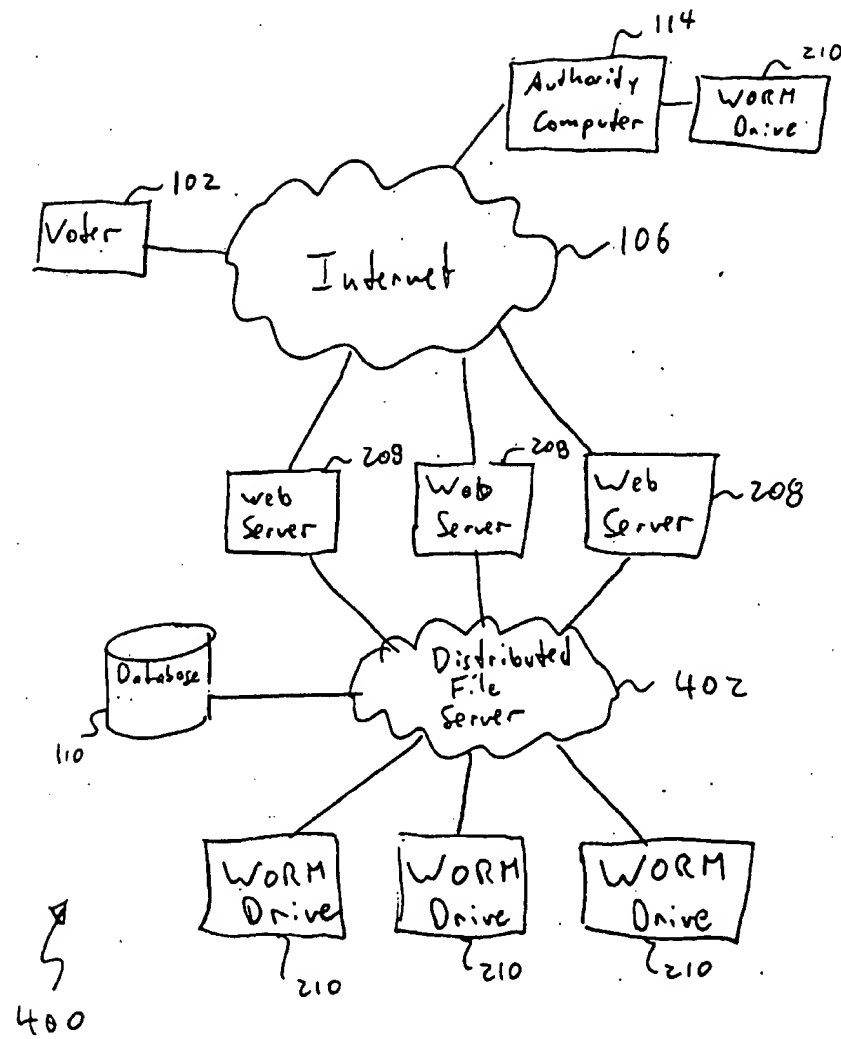 114
210
Authority
Computer
WORM
Drive
102
Voter
Internet
106
208
208
Web
Server
Web
Server
Web
Server
208
Database
110
Distributed
File
Server
402
WORM
Drive
WORM
Drive
WORM
Drive
210
210
210
400